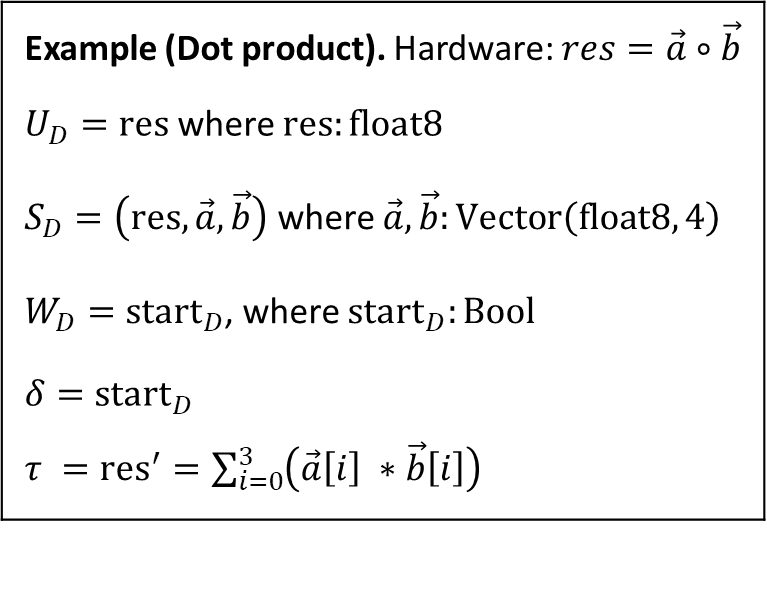 Example (Dot product). Hardware: 𝑟𝑒𝑠 = a⃗ ∘ b⃗
U_D = res where res: float8
S_D = (res, a⃗, b⃗) where a⃗, b⃗: Vector(float8, 4)
W_D = start_D, where start_D: Bool
δ = start_D
τ = res′ = ∑_{i=0}^{3}(a⃗[i] * b⃗[i])